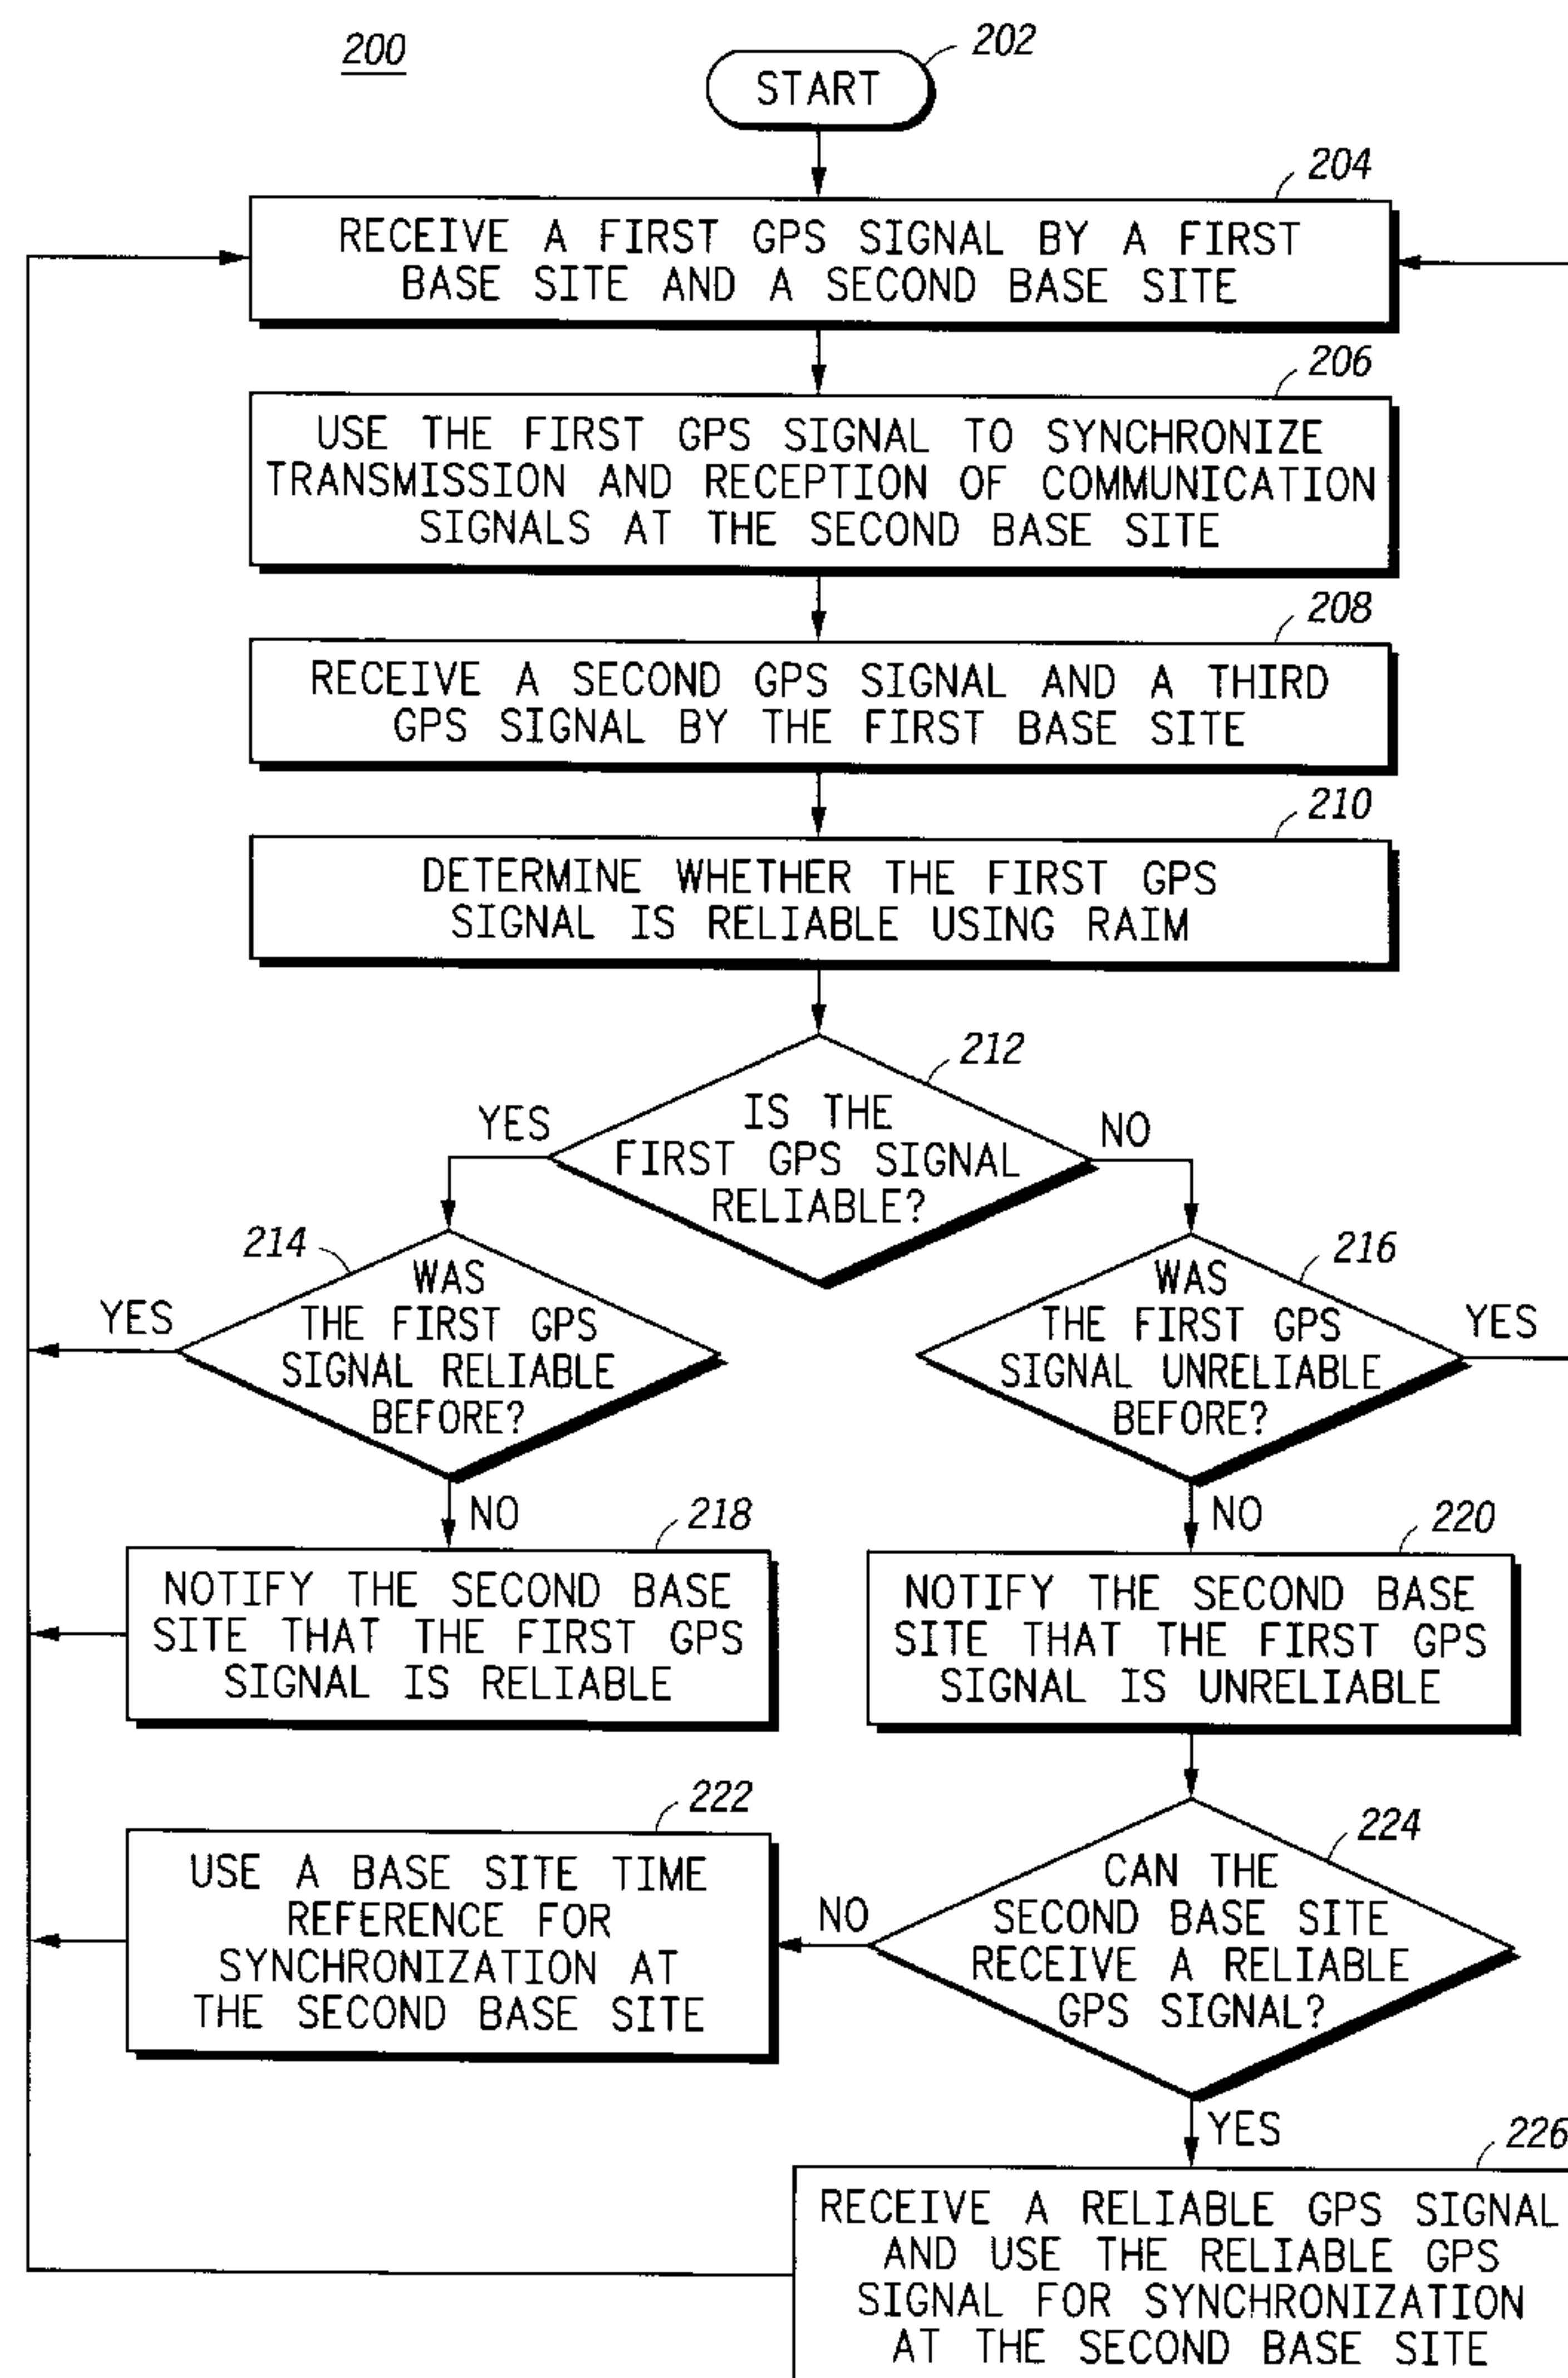 200
202
START
204
RECEIVE A FIRST GPS SIGNAL BY A FIRST
BASE SITE AND A SECOND BASE SITE
206
USE THE FIRST GPS SIGNAL TO SYNCHRONIZE
TRANSMISSION AND RECEPTION OF COMMUNICATION
SIGNALS AT THE SECOND BASE SITE
208
RECEIVE A SECOND GPS SIGNAL AND A THIRD
GPS SIGNAL BY THE FIRST BASE SITE
210
DETERMINE WHETHER THE FIRST GPS
SIGNAL IS RELIABLE USING RAIM
212
IS THE
FIRST GPS SIGNAL
RELIABLE?
YES
NO
214
WAS
THE FIRST GPS
SIGNAL RELIABLE
BEFORE?
YES
NO
216
WAS
THE FIRST GPS
SIGNAL UNRELIABLE
BEFORE?
YES
NO
218
NOTIFY THE SECOND BASE
SITE THAT THE FIRST GPS
SIGNAL IS RELIABLE
220
NOTIFY THE SECOND BASE
SITE THAT THE FIRST GPS
SIGNAL IS UNRELIABLE
222
USE A BASE SITE TIME
REFERENCE FOR
SYNCHRONIZATION AT
THE SECOND BASE SITE
224
CAN THE
SECOND BASE SITE
RECEIVE A RELIABLE
GPS SIGNAL?
NO
YES
226
RECEIVE A RELIABLE GPS SIGNAL
AND USE THE RELIABLE GPS
SIGNAL FOR SYNCHRONIZATION
AT THE SECOND BASE SITE